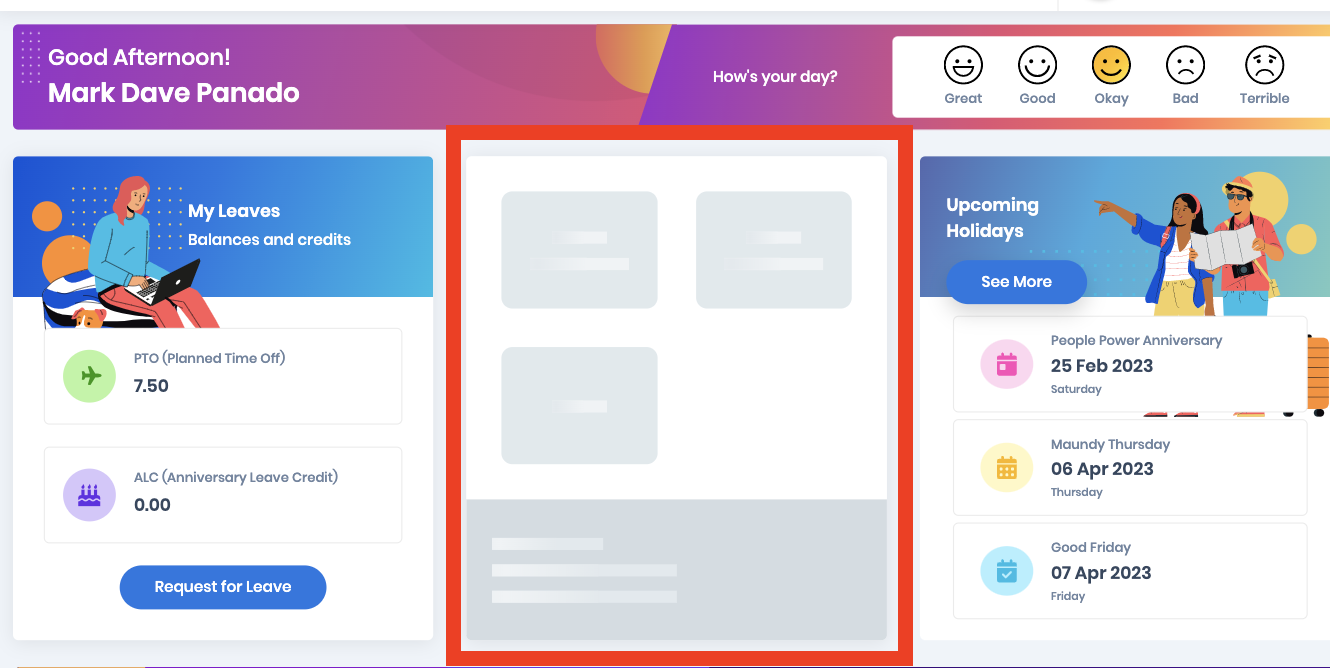 Good Afternoon!
Mark Dave Panado
How's your day?
Great
Good
Okay
Bad
Terrible
My Leaves
Balances and credits
PTO (Planned Time Off)
7.50
ALC (Anniversary Leave Credit)
0.00
Request for Leave
Upcoming
Holidays
See More
People Power Anniversary
25 Feb 2023
Saturday
Maundy Thursday
06 Apr 2023
Thursday
Good Friday
07 Apr 2023
Friday